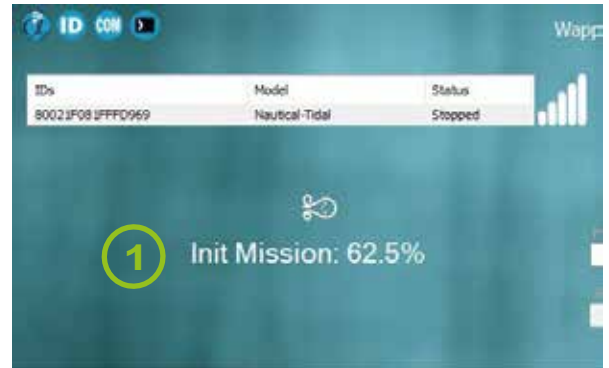 ID COM
Wapp
IDs Model Status
80021F081FFFD969 Nautical-Tidal Stopped
1 Init Mission: 62.5%